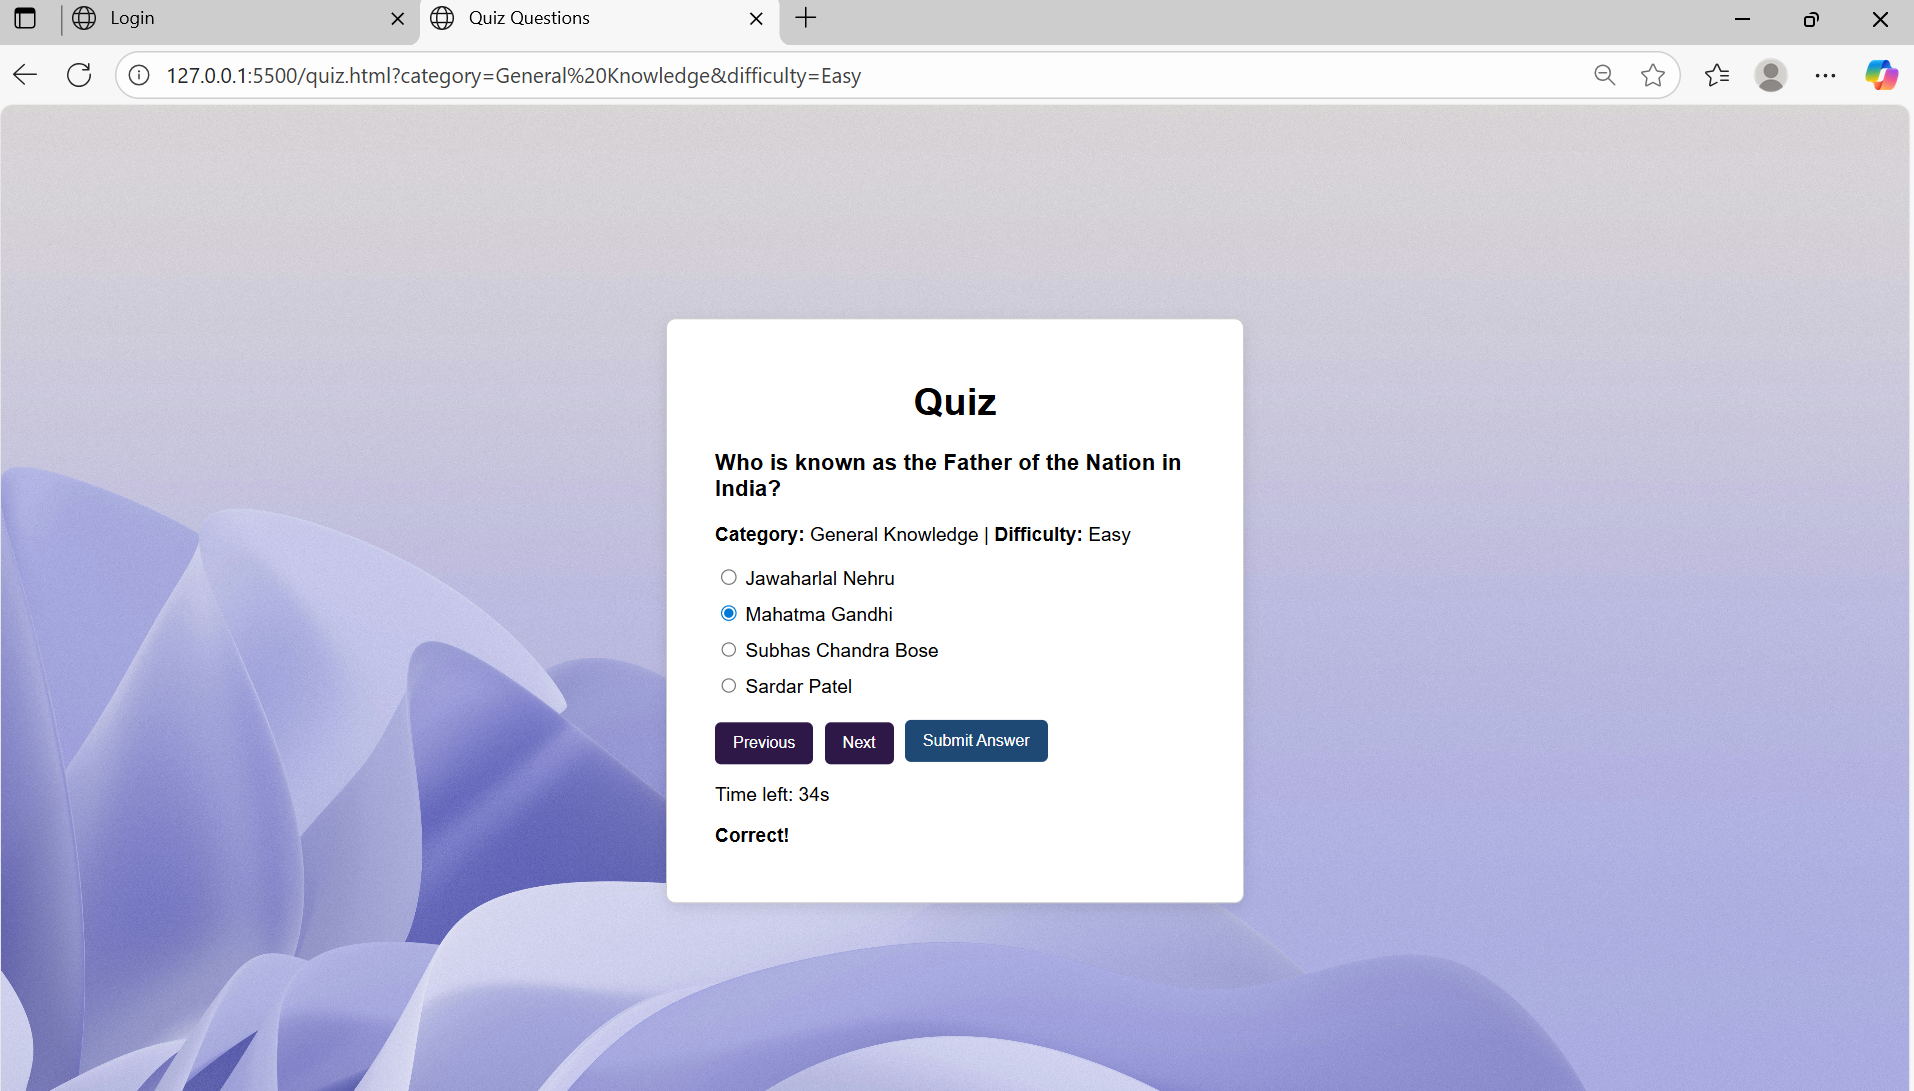 Login
Quiz Questions
127.0.0.1:5500/quiz.html?category=General%20Knowledge&difficulty=Easy
Quiz
Who is known as the Father of the Nation in
India?
Category: General Knowledge | Difficulty: Easy
Jawaharlal Nehru
Mahatma Gandhi
Subhas Chandra Bose
Sardar Patel
Previous Next Submit Answer
Time left: 34s
Correct!